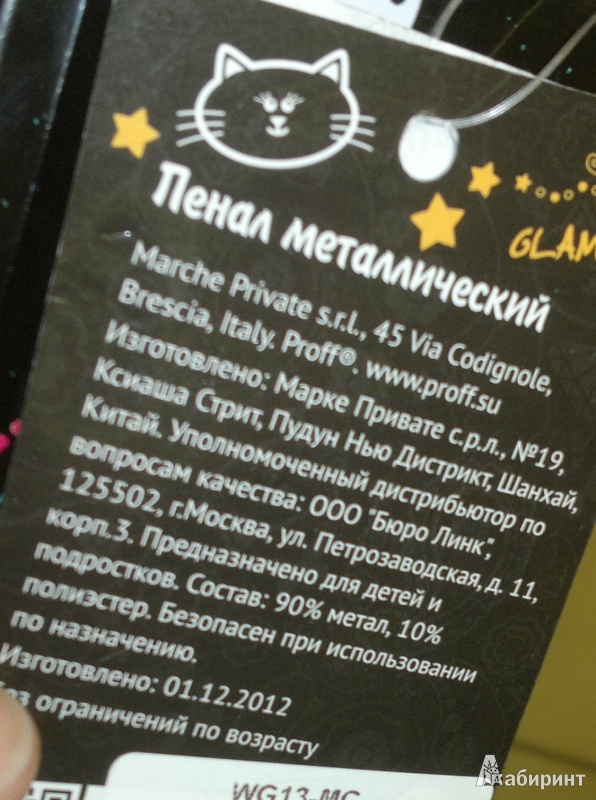 GLAM
Пенал металлический
Marche Private s.r.l., 45 Via Codignole,
Brescia, Italy. Proff©. www.proff.su
Изготовлено: Марке Привате с.р.л., №19,
Ксиаша Стрит, Пудун Нью Дистрикт, Шанхай,
Китай. Уполномоченный дистрибьютор по
вопросам качества: ООО "Бюро Линк",
125502, г.Москва, ул. Петрозаводская, д. 11,
корп.3. Предназначено для детей и
подростков. Состав: 90% метал, 10%
полиэстер. Безопасен при использовании
по назначению.
Изготовлено: 01.12.2012
ез ограничений по возрасту
WG13-MC
Лабиринт